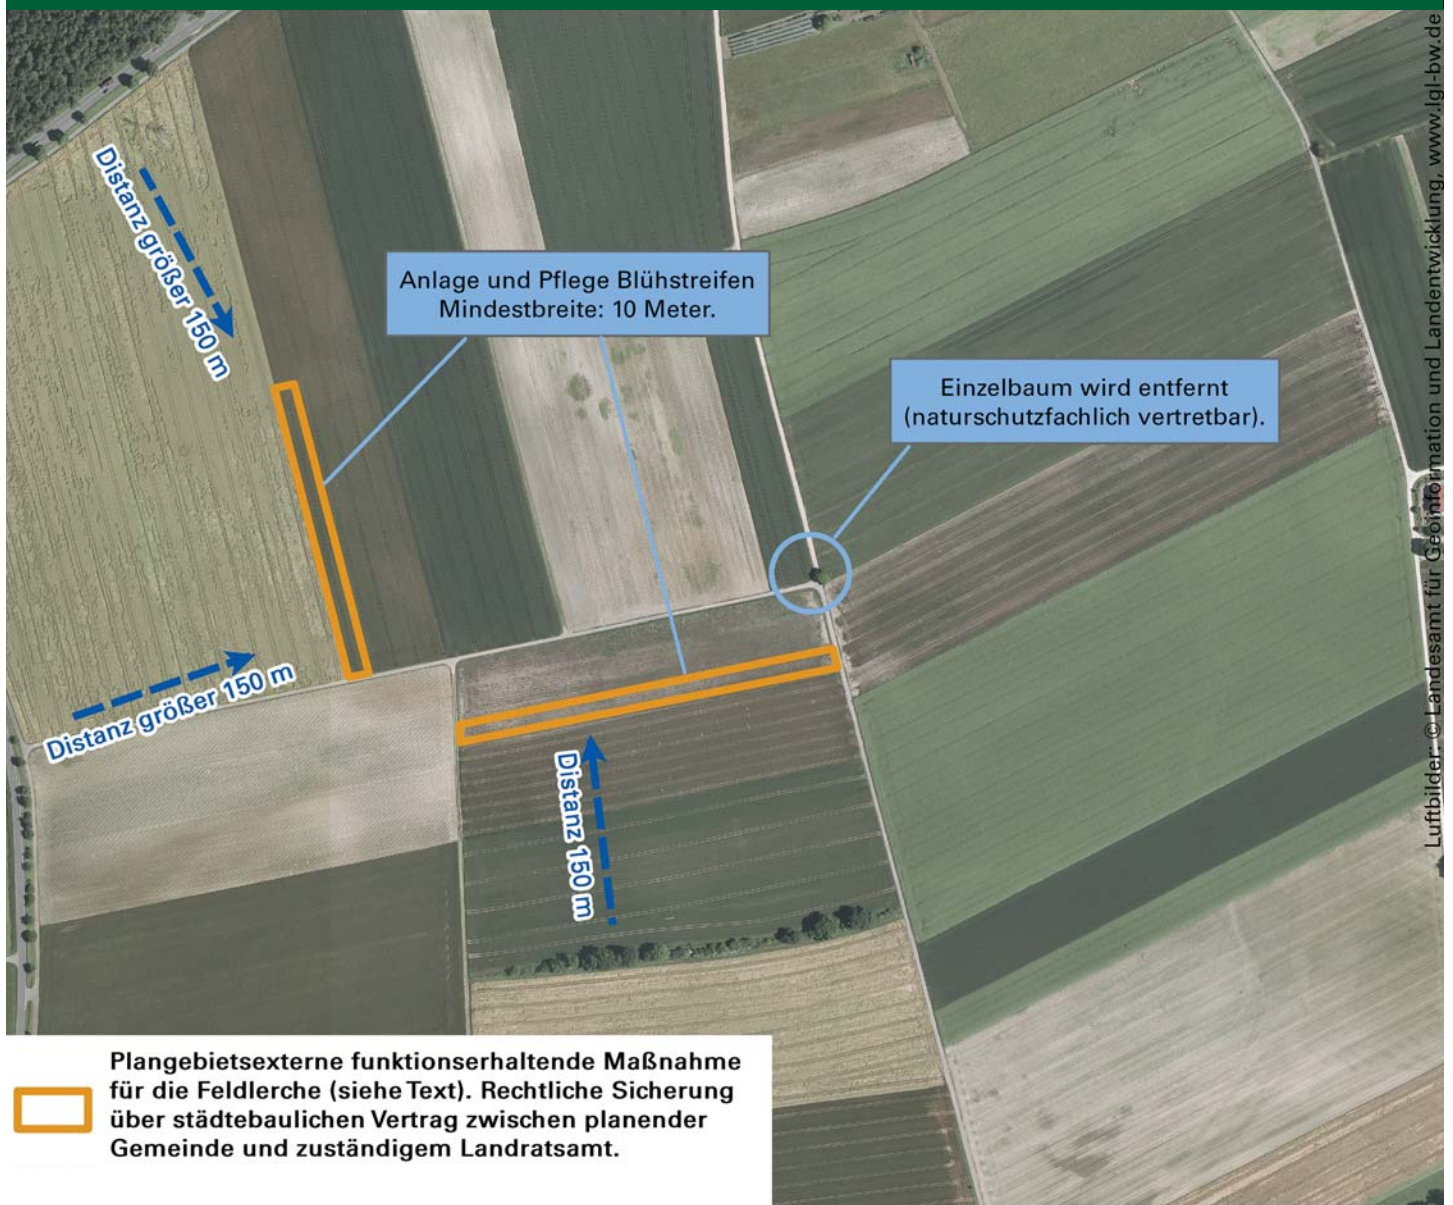 Luftbilder: © Landesamt für Geoinformation und Landentwicklung, www.lgl-bw.de
Distanz größer 150 m
Anlage und Pflege Blühstreifen
Mindestbreite: 10 Meter.
Einzelbaum wird entfernt
(naturschutzfachlich vertretbar).
Distanz größer 150 m
Distanz 150 m
Plangebietsexterne funktionserhaltende Maßnahme
für die Feldlerche (siehe Text). Rechtliche Sicherung
über städtebaulichen Vertrag zwischen planender
Gemeinde und zuständigem Landratsamt.